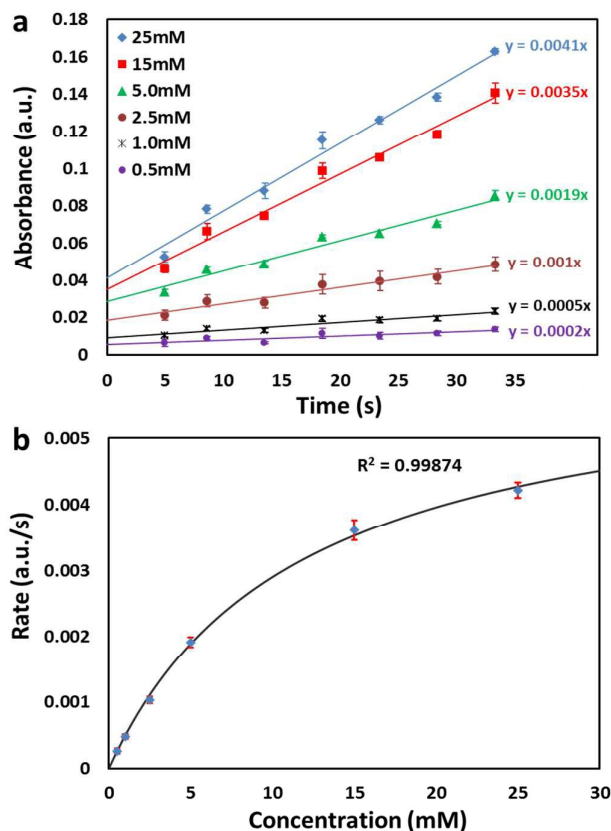 a
0.18
0.16
0.14
0.12
0.10
0.08
0.06
0.04
0.02
0
Absorbance (a.u.)
25mM
15mM
5.0mM
2.5mM
1.0mM
0.5mM
y = 0.0041x
y = 0.0035x
y = 0.0019x
y = 0.001x
y = 0.0005x
y = 0.0002x
0 5 10 15 20 25 30 35
Time (s)
b
0.005
0.004
0.003
0.002
0.001
0
Rate (a.u./s)
R² = 0.99874
0 5 10 15 20 25 30
Concentration (mM)